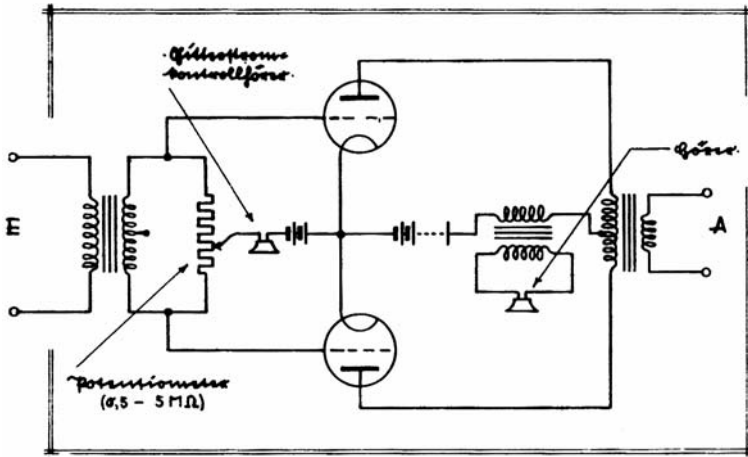 Gitterstrom-
kontrollhörer.
Hörer.
E
A
Potentiometer
(0,5 – 5 MΩ)